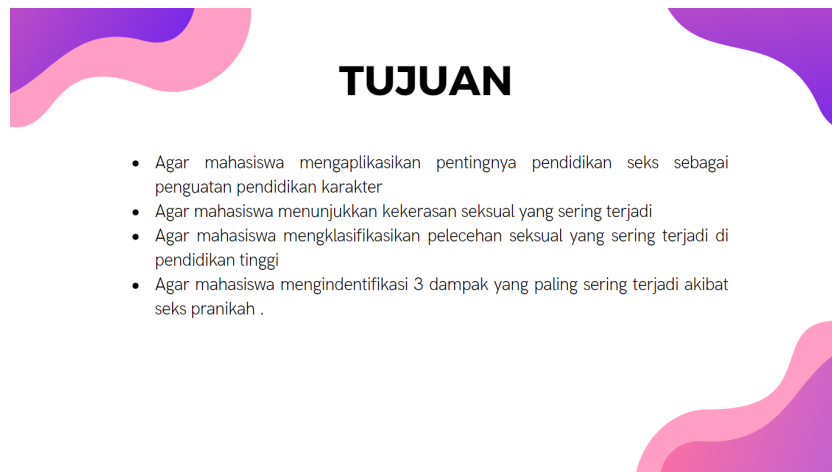 TUJUAN
• Agar mahasiswa mengaplikasikan pentingnya pendidikan seks sebagai
penguatan pendidikan karakter
• Agar mahasiswa menunjukkan kekerasan seksual yang sering terjadi
• Agar mahasiswa mengklasifikasikan pelecehan seksual yang sering terjadi di
pendidikan tinggi
• Agar mahasiswa mengindentifikasi 3 dampak yang paling sering terjadi akibat
seks pranikah .